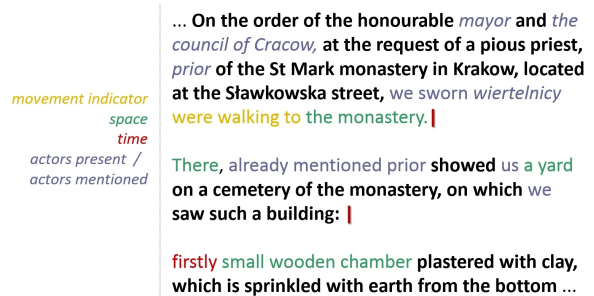 movement indicator
space
time
actors present /
actors mentioned
... On the order of the honourable mayor and the
council of Cracow, at the request of a pious priest,
prior of the St Mark monastery in Krakow, located
at the Sławkowska street, we sworn wiertelnicy
were walking to the monastery.|
There, already mentioned prior showed us a yard
on a cemetery of the monastery, on which we
saw such a building: |
firstly small wooden chamber plastered with clay,
which is sprinkled with earth from the bottom ...